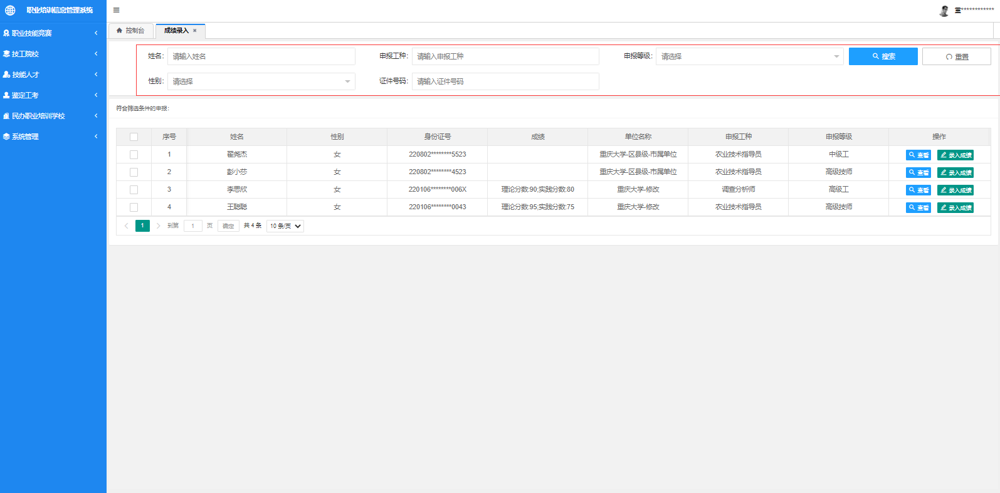 职业培训信息管理系统
************
控制台 成绩录入
职业技能竞赛
技工院校
技能人才
鉴定工考
民办职业培训学校
系统管理
姓名： 请输入姓名 申报工种： 请输入申报工种 申报等级： 请选择 搜索 重置
性别： 请选择 证件号码： 请输入证件号码
符合筛选条件的申报：
序号 姓名 性别 身份证号 成绩 单位名称 申报工种 申报等级 操作
1 翟尧杰 女 220802********5523 重庆大学-区县级-市属单位 农业技术指导员 中级工 查看 录入成绩
2 彭小莎 女 220802********4523 重庆大学-区县级-市属单位 农业技术指导员 高级技师 查看 录入成绩
3 李思欣 女 220106********006X 理论分数:90;实践分数:80 重庆大学-修改 调查分析师 高级工 查看 录入成绩
4 王聪聪 女 220106********0043 理论分数:95;实践分数:75 重庆大学-修改 农业技术指导员 高级技师 查看 录入成绩
1 到第 1 页 确定 共 4 条 10 条/页